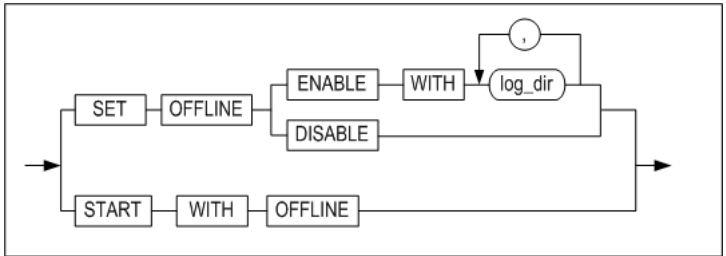 ,
ENABLE WITH log_dir
SET OFFLINE
DISABLE
START WITH OFFLINE